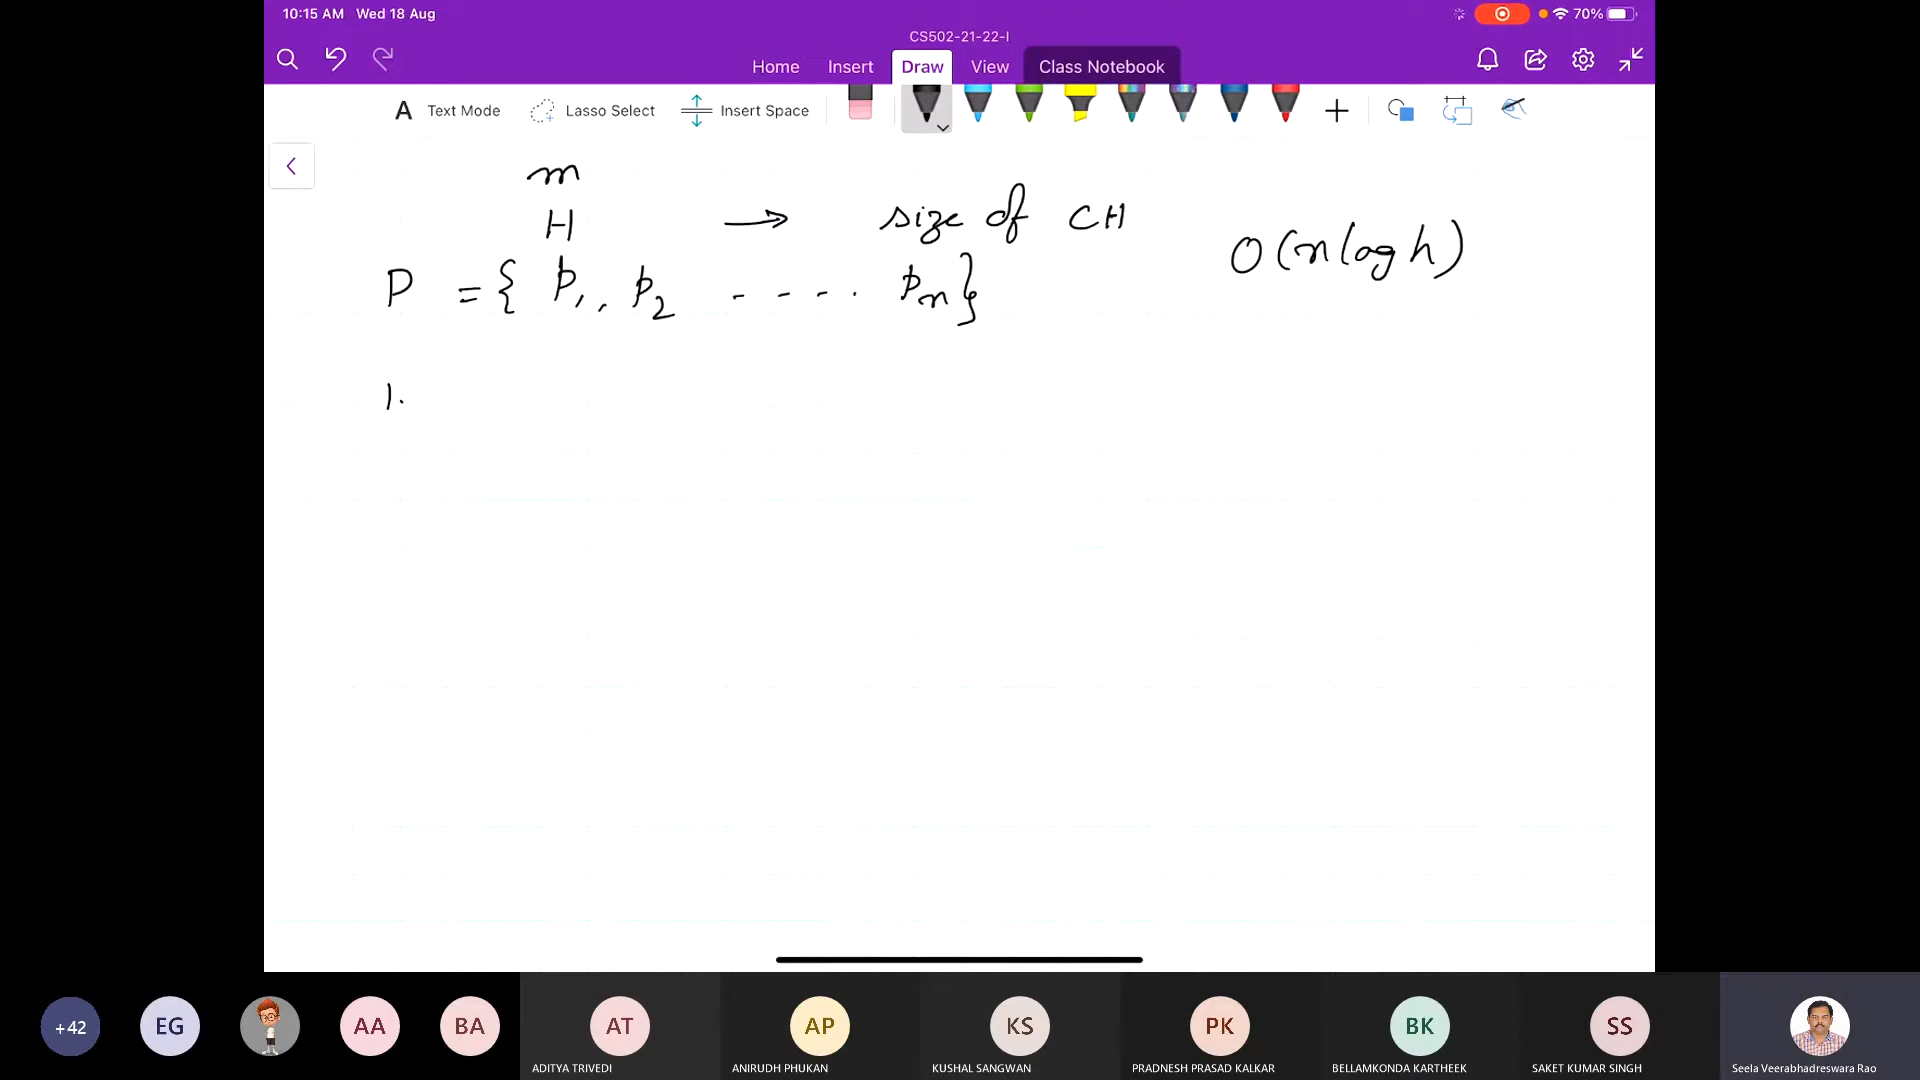 10:15 AM Wed 18 Aug
70%
CS502-21-22-I
Home Insert Draw View Class Notebook
A Text Mode Lasso Select Insert Space
m
H → size of CH
O(n log h)
P = { p1, p2 - - - . pn }
1.
+42 EG AA BA AT AP KS PK BK SS
ADITYA TRIVEDI ANIRUDH PHUKAN KUSHAL SANGWAN PRADNESH PRASAD KALKAR BELLAMKONDA KARTHEEK SAKET KUMAR SINGH Seela Veerabhadreswara Rao